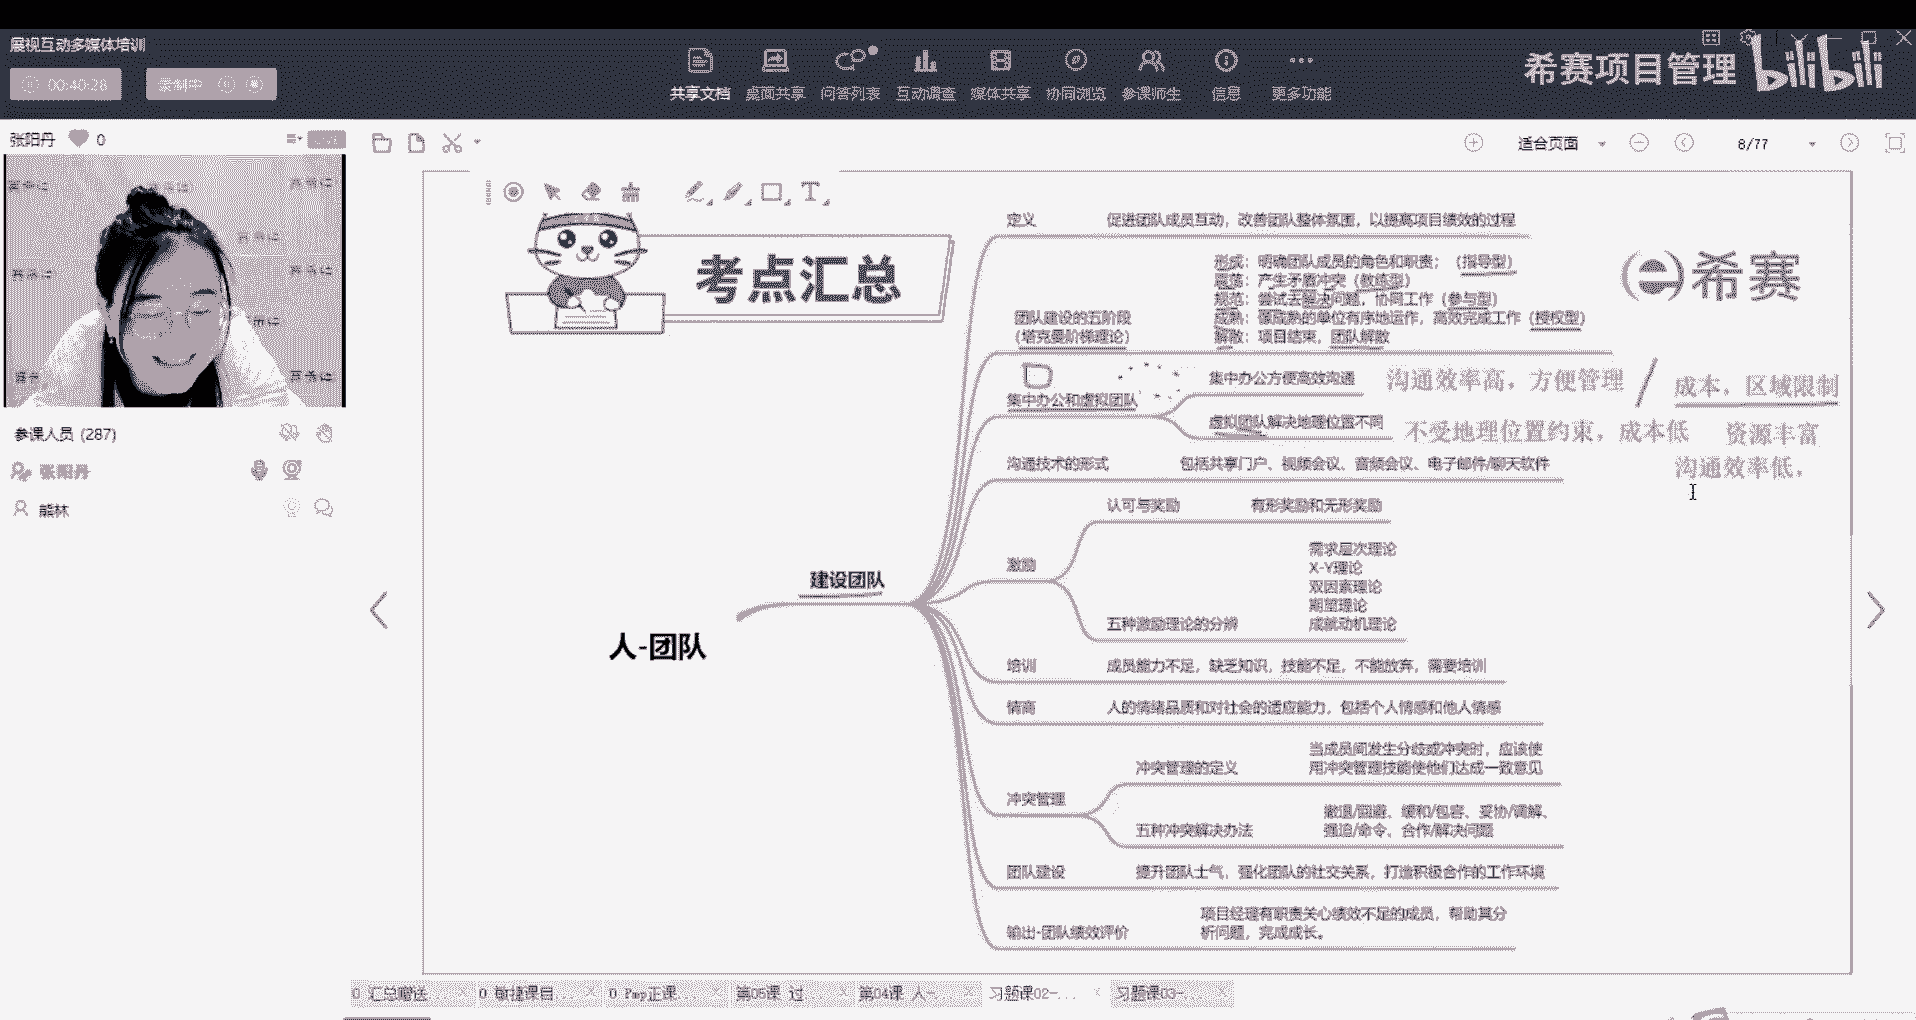 展视互动多媒体培训
00:40:28
录制中
共享文档 桌面共享 问答列表 互动调查 媒体共享 协同浏览 参课师生 信息 更多功能
希赛项目管理 bilibili
张阳丹 0
适合页面 8/77
参课人员 (287)
张阳丹
熊林
考点汇总
希赛
人-团队
建设团队
定义 促进团队成员互动，改善团队整体氛围，以提高项目绩效的过程
团队建设的五阶段
（塔克曼阶梯理论）
形成：明确团队成员的角色和职责；（指导型）
震荡：产生矛盾冲突（教练型）
规范：尝试去解决问题，协同工作（参与型）
成熟：像成熟的单位有序地运作，高效完成工作（授权型）
解散：项目结束，团队解散
集中办公和虚拟团队
集中办公方便高效沟通 沟通效率高，方便管理 / 成本，区域限制
虚拟团队解决地理位置不同 不受地理位置约束，成本低 资源丰富
沟通效率低，
沟通技术的形式 包括共享门户、视频会议、音频会议、电子邮件/聊天软件
激励
认可与奖励 有形奖励和无形奖励
五种激励理论的分辨
需求层次理论
X-Y理论
双因素理论
期望理论
成就动机理论
培训 成员能力不足，缺乏知识，技能不足，不能放弃，需要培训
情商 人的情绪品质和对社会的适应能力，包括个人情感和他人情感
冲突管理
冲突管理的定义
当成员间发生分歧或冲突时，应该使
用冲突管理技能使他们达成一致意见
五种冲突解决办法
撤退/回避、缓和/包容、妥协/调解、
强迫/命令、合作/解决问题
团队建设 提升团队士气，强化团队的社交关系，打造积极合作的工作环境
输出-团队绩效评价
项目经理有职责关心绩效不足的成员，帮助其分
析问题，完成成长。
0 汇总赠送... 0 敏捷课目... 0 Pmp正课... 第05课 过... 第04课 人-... 习题课02-... 习题课03-...